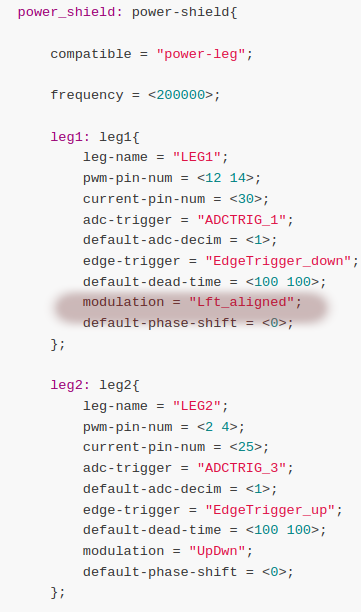 power_shield: power-shield{
compatible = "power-leg";
frequency = <200000>;
leg1: leg1{
leg-name = "LEG1";
pwm-pin-num = <12 14>;
current-pin-num = <30>;
adc-trigger = "ADCTRIG_1";
default-adc-decim = <1>;
edge-trigger = "EdgeTrigger_down";
default-dead-time = <100 100>;
modulation = "Lft_aligned";
default-phase-shift = <0>;
};
leg2: leg2{
leg-name = "LEG2";
pwm-pin-num = <2 4>;
current-pin-num = <25>;
adc-trigger = "ADCTRIG_3";
default-adc-decim = <1>;
edge-trigger = "EdgeTrigger_up";
default-dead-time = <100 100>;
modulation = "UpDwn";
default-phase-shift = <0>;
};